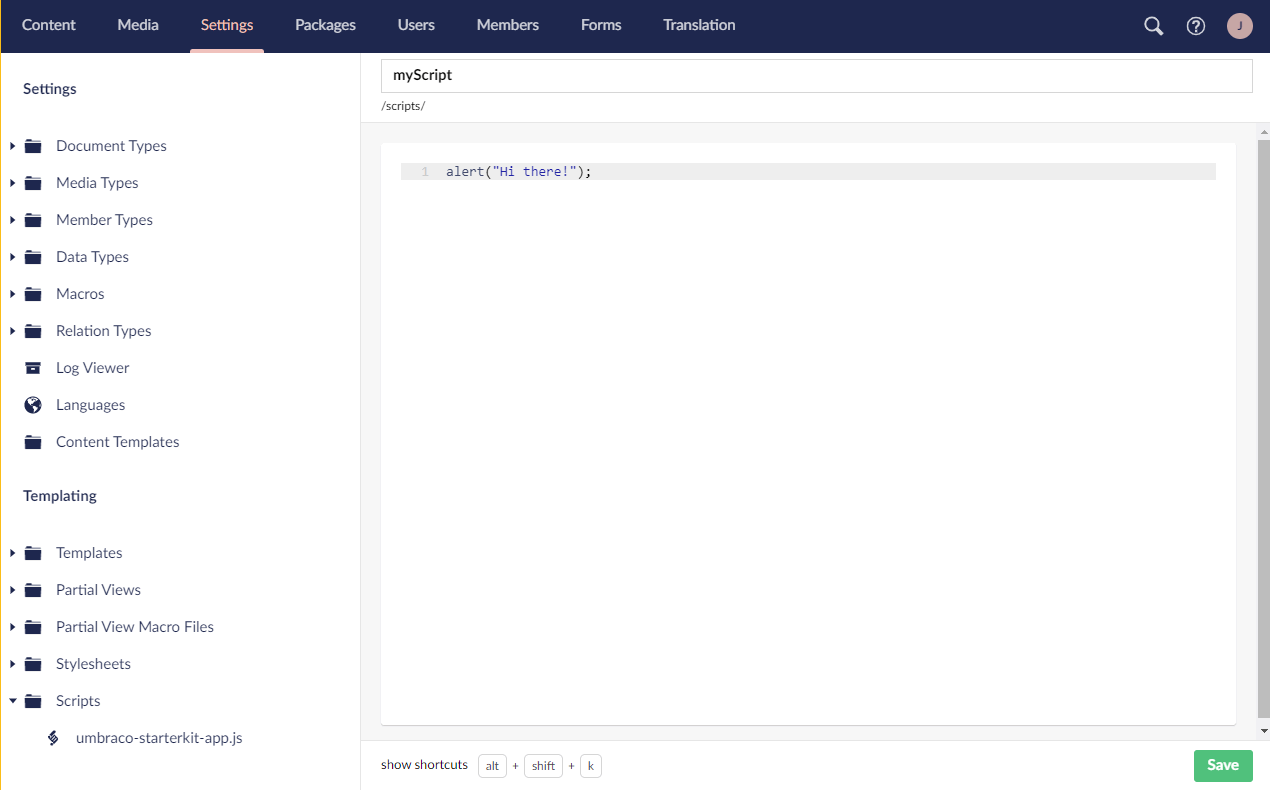 Content Media Settings Packages Users Members Forms Translation J
Settings
Document Types
Media Types
Member Types
Data Types
Macros
Relation Types
Log Viewer
Languages
Content Templates
Templating
Templates
Partial Views
Partial View Macro Files
Stylesheets
Scripts
umbraco-starterkit-app.js
myScript
/scripts/
1 alert("Hi there!");
show shortcuts alt + shift + k
Save